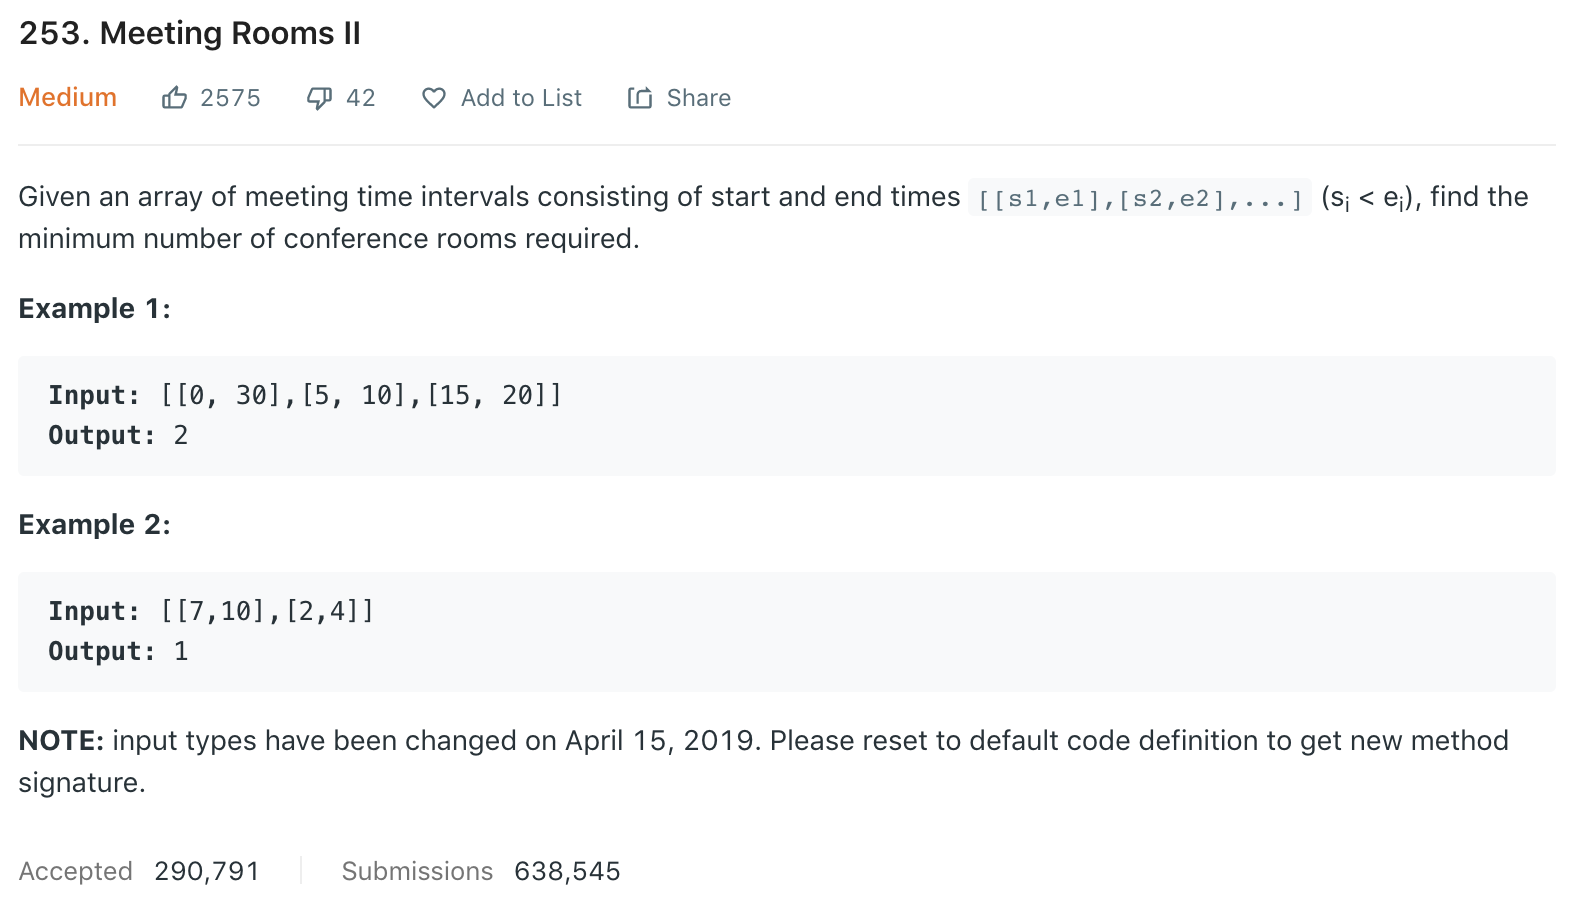 253. Meeting Rooms II
Medium 2575 42 Add to List Share
Given an array of meeting time intervals consisting of start and end times [[s1,e1],[s2,e2],...] (si < ei), find the
minimum number of conference rooms required.
Example 1:
Input: [[0, 30],[5, 10],[15, 20]]
Output: 2
Example 2:
Input: [[7,10],[2,4]]
Output: 1
NOTE: input types have been changed on April 15, 2019. Please reset to default code definition to get new method
signature.
Accepted 290,791 Submissions 638,545